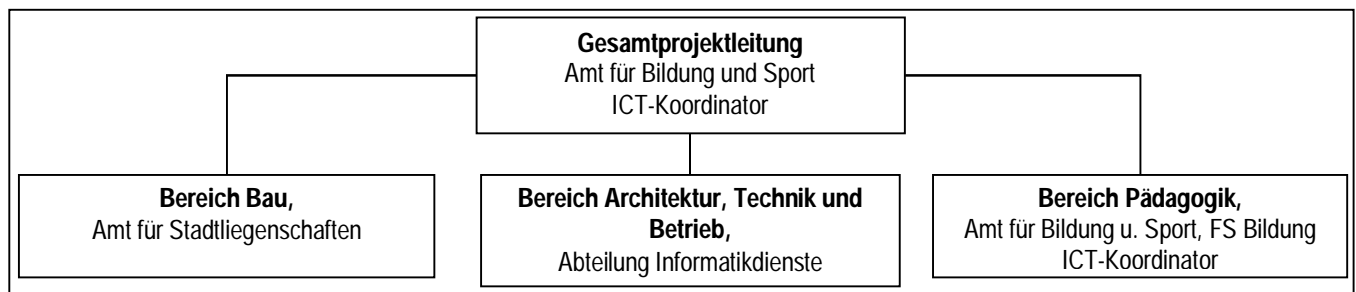 Gesamtprojektleitung
Amt für Bildung und Sport
ICT-Koordinator
Bereich Bau,
Amt für Stadtliegenschaften
Bereich Architektur, Technik und
Betrieb,
Abteilung Informatikdienste
Bereich Pädagogik,
Amt für Bildung u. Sport, FS Bildung
ICT-Koordinator